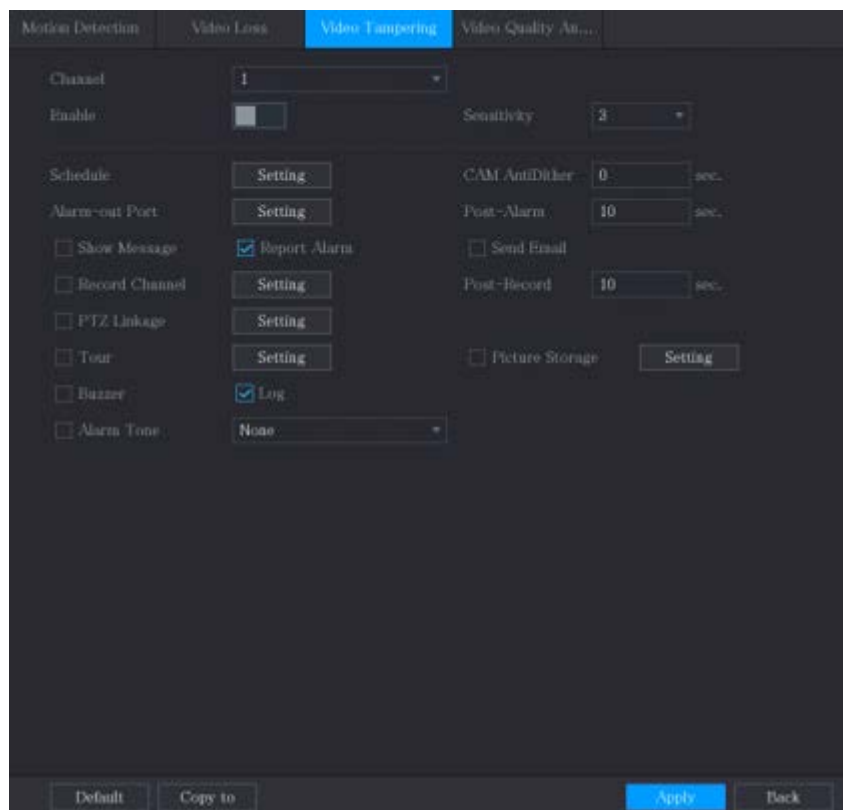 Motion Detection Video Loss Video Tampering Video Quality An...
Channel 1
Enable Sensitivity 3
Schedule Setting CAM AntiDither 0 sec.
Alarm-out Port Setting Post-Alarm 10 sec.
Show Message Report Alarm Send Email
Record Channel Setting Post-Record 10 sec.
PTZ Linkage Setting
Tour Setting Picture Storage Setting
Buzzer Log
Alarm Tone None
Default Copy to Apply Back